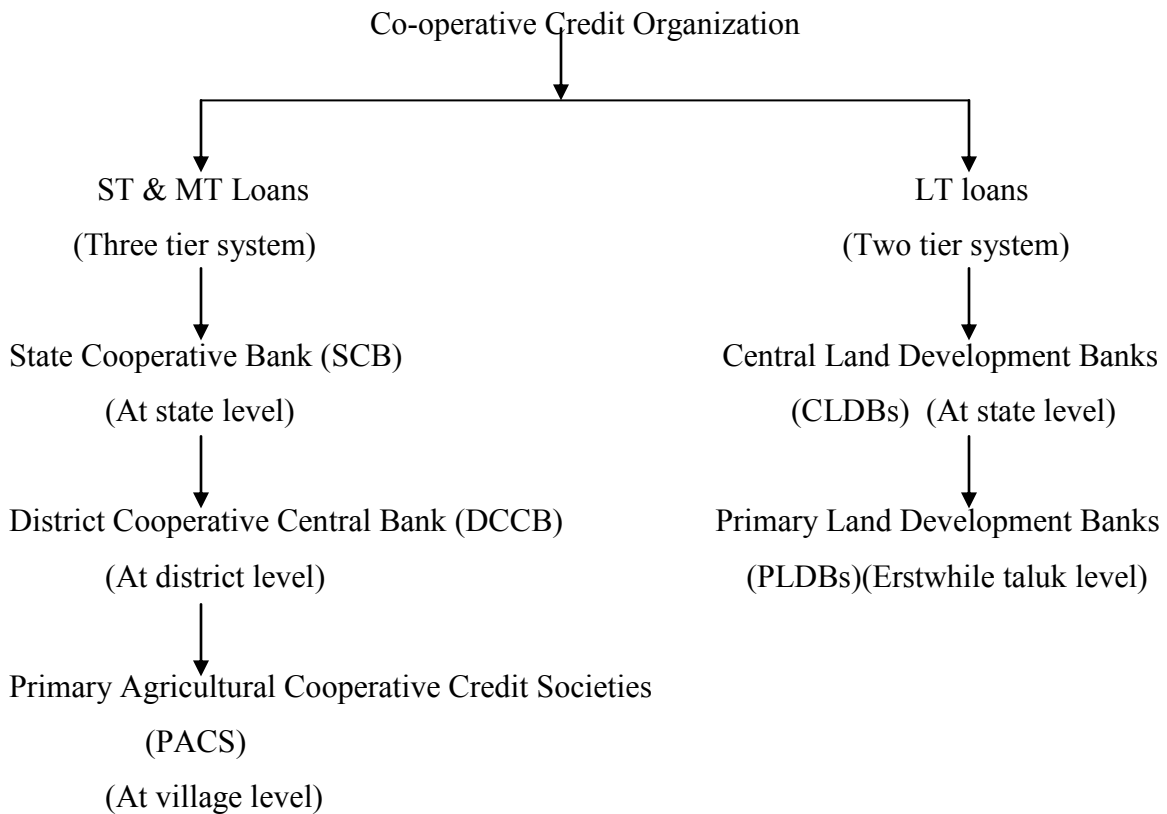 Co-operative Credit Organization
ST & MT Loans
(Three tier system)
State Cooperative Bank (SCB)
(At state level)
District Cooperative Central Bank (DCCB)
(At district level)
Primary Agricultural Cooperative Credit Societies
(PACS)
(At village level)
LT loans
(Two tier system)
Central Land Development Banks
(CLDBs) (At state level)
Primary Land Development Banks
(PLDBs)(Erstwhile taluk level)